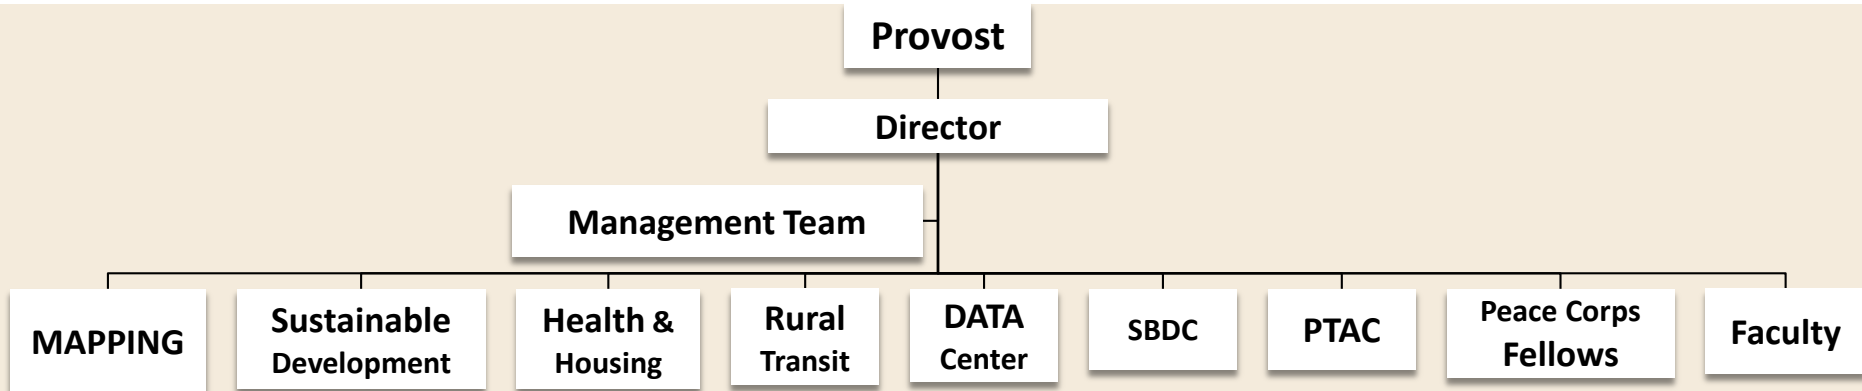 Provost
Director
Management Team
MAPPING
Sustainable
Development
Health &
Housing
Rural
Transit
DATA
Center
SBDC
PTAC
Peace Corps
Fellows
Faculty